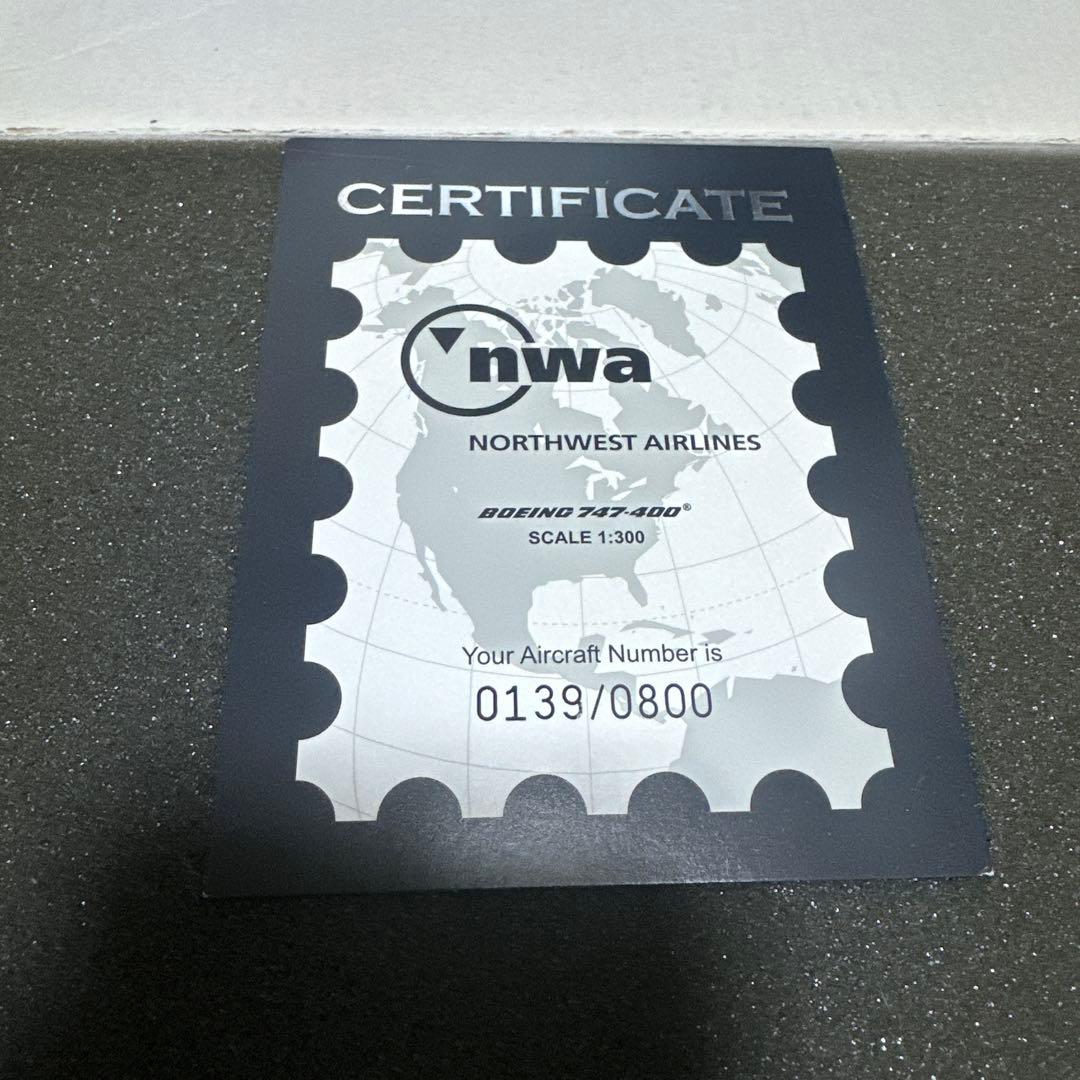 CERTIFICATE
nwa
NORTHWEST AIRLINES
BOEING 747-400®
SCALE 1:300
Your Aircraft Number is
0139/0800